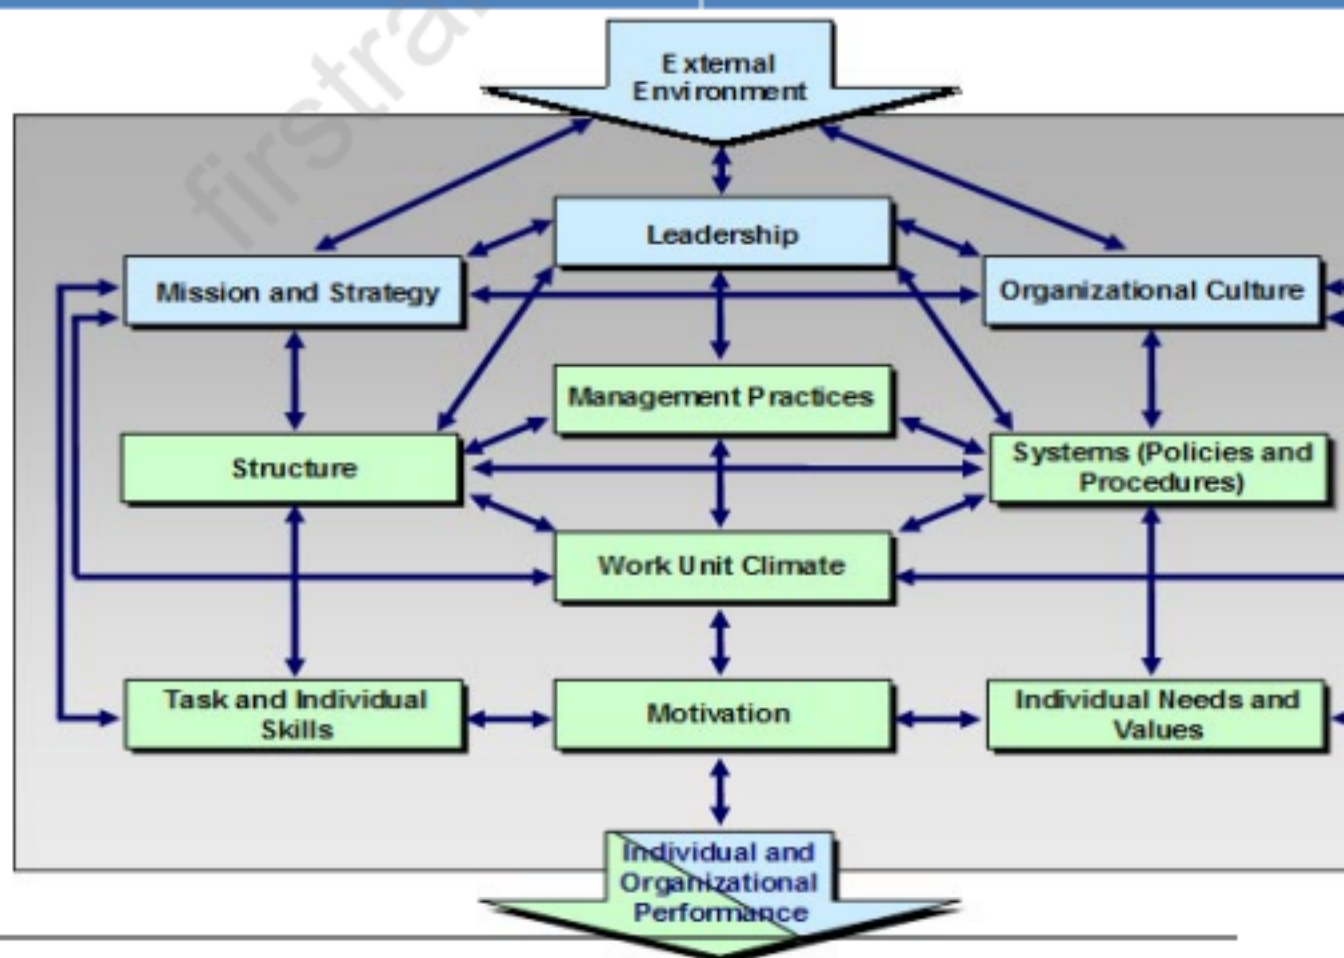 External
Environment
Leadership
Mission and Strategy
Organizational Culture
Management Practices
Structure
Systems (Policies and
Procedures)
Work Unit Climate
Task and Individual
Skills
Motivation
Individual Needs and
Values
Individual and
Organizational
Performance